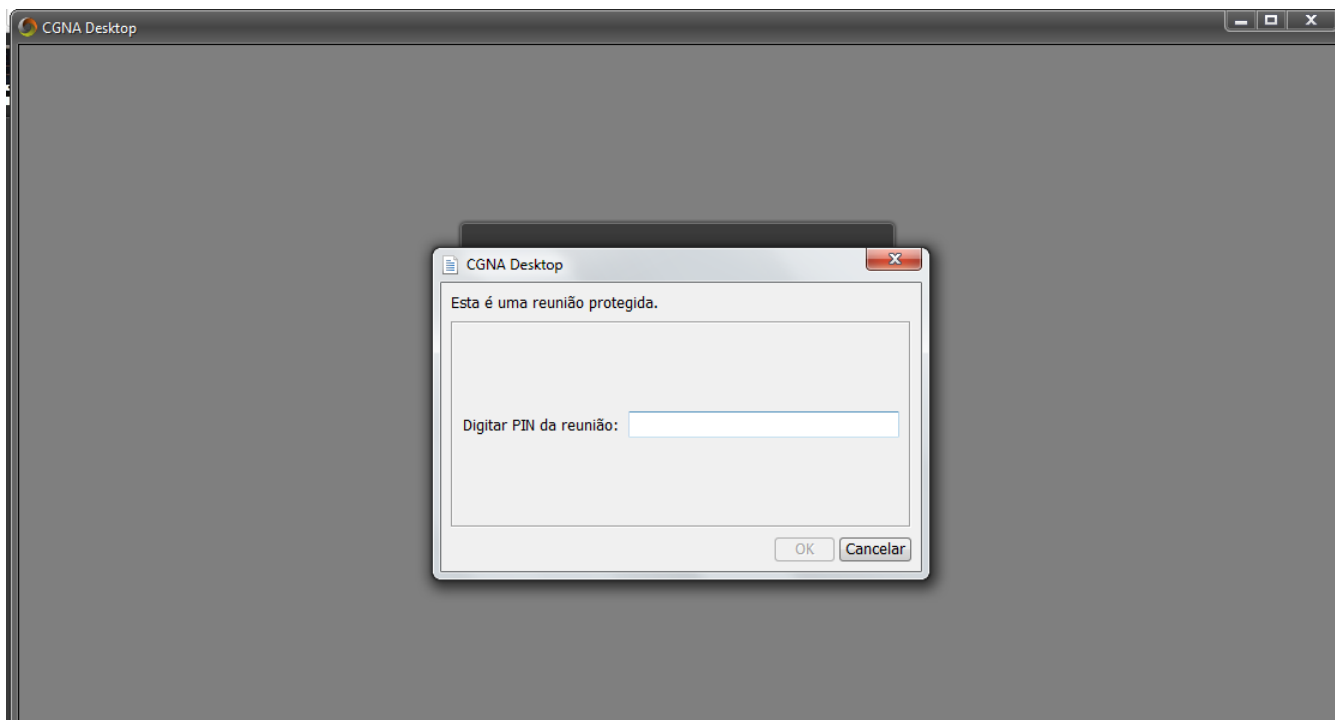 CGNA Desktop
CGNA Desktop
Esta é uma reunião protegida.
Digitar PIN da reunião:
OK Cancelar